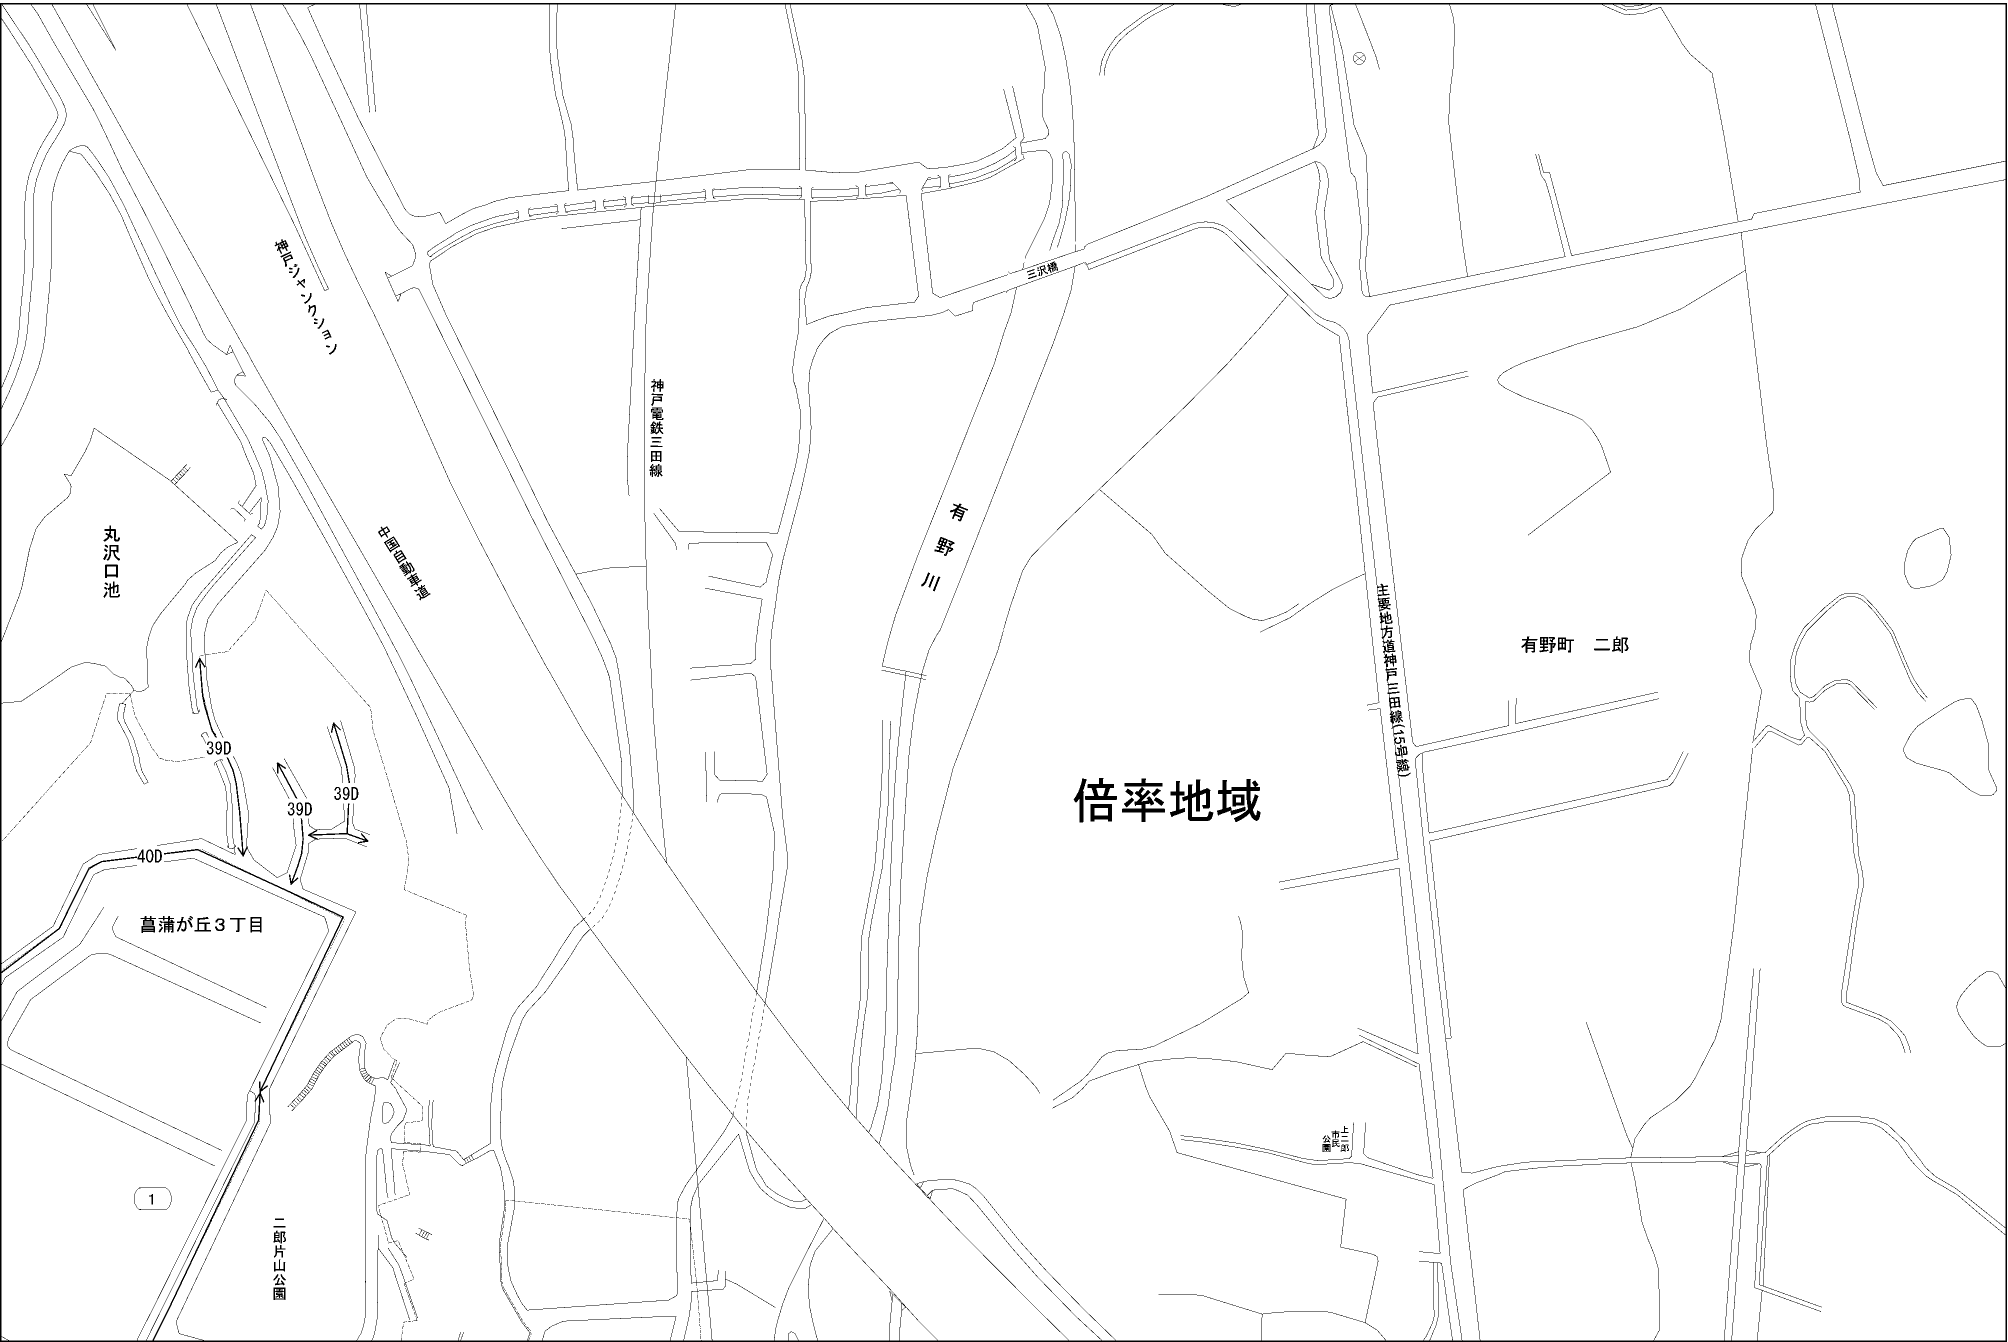 神戸ジャンクション
三沢橋
神戸電鉄三田線
有野川
丸沢口池
中国自動車道
主要地方道神戸三田線(15号線)
有野町　二郎
39D
39D
39D
倍率地域
40D
菖蒲が丘３丁目
上二郎
市民
公園
1
二郎片山公園